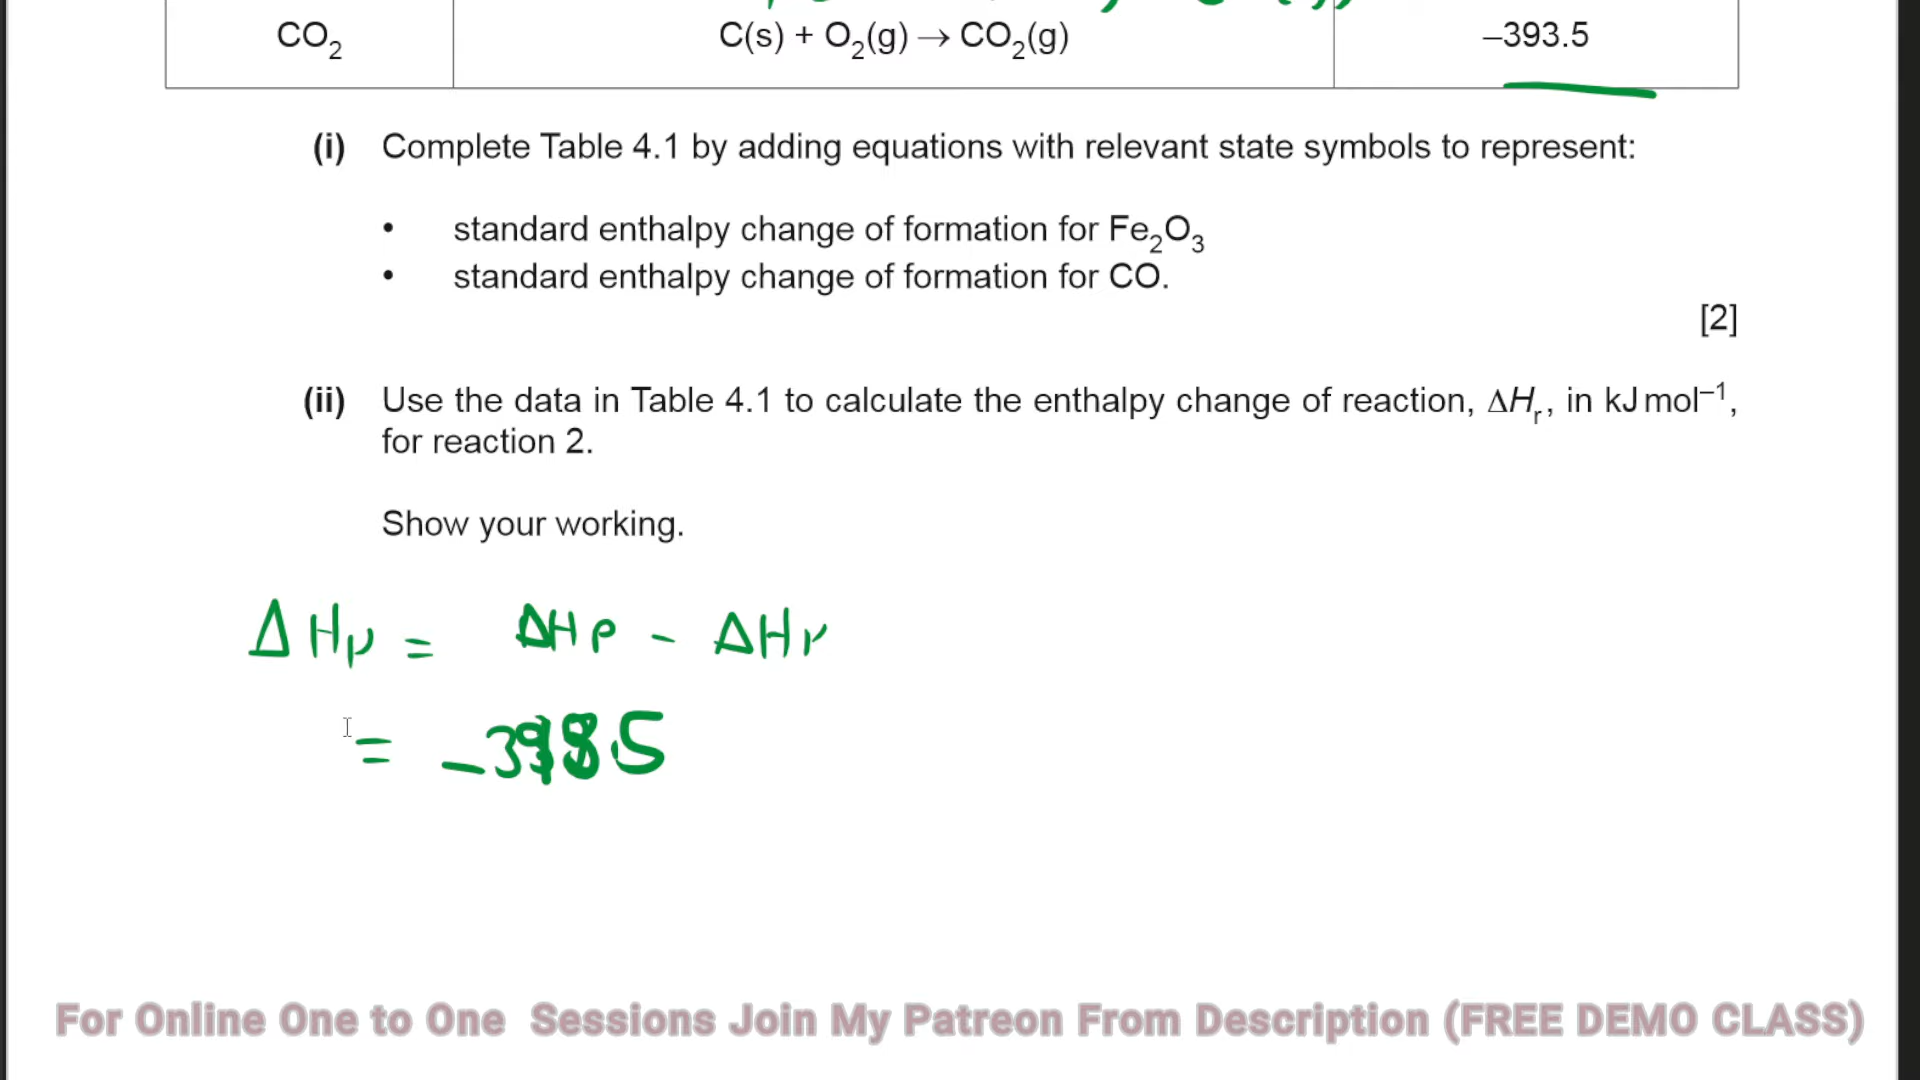 CO₂ C(s) + O₂(g) → CO₂(g) –393.5
(i) Complete Table 4.1 by adding equations with relevant state symbols to represent:
• standard enthalpy change of formation for Fe₂O₃
• standard enthalpy change of formation for CO.
[2]
(ii) Use the data in Table 4.1 to calculate the enthalpy change of reaction, ΔHᵣ, in kJ mol⁻¹,
for reaction 2.
Show your working.
ΔHr = ΔHp - ΔHr
=
For Online One to One Sessions Join My Patreon From Description (FREE DEMO CLASS)